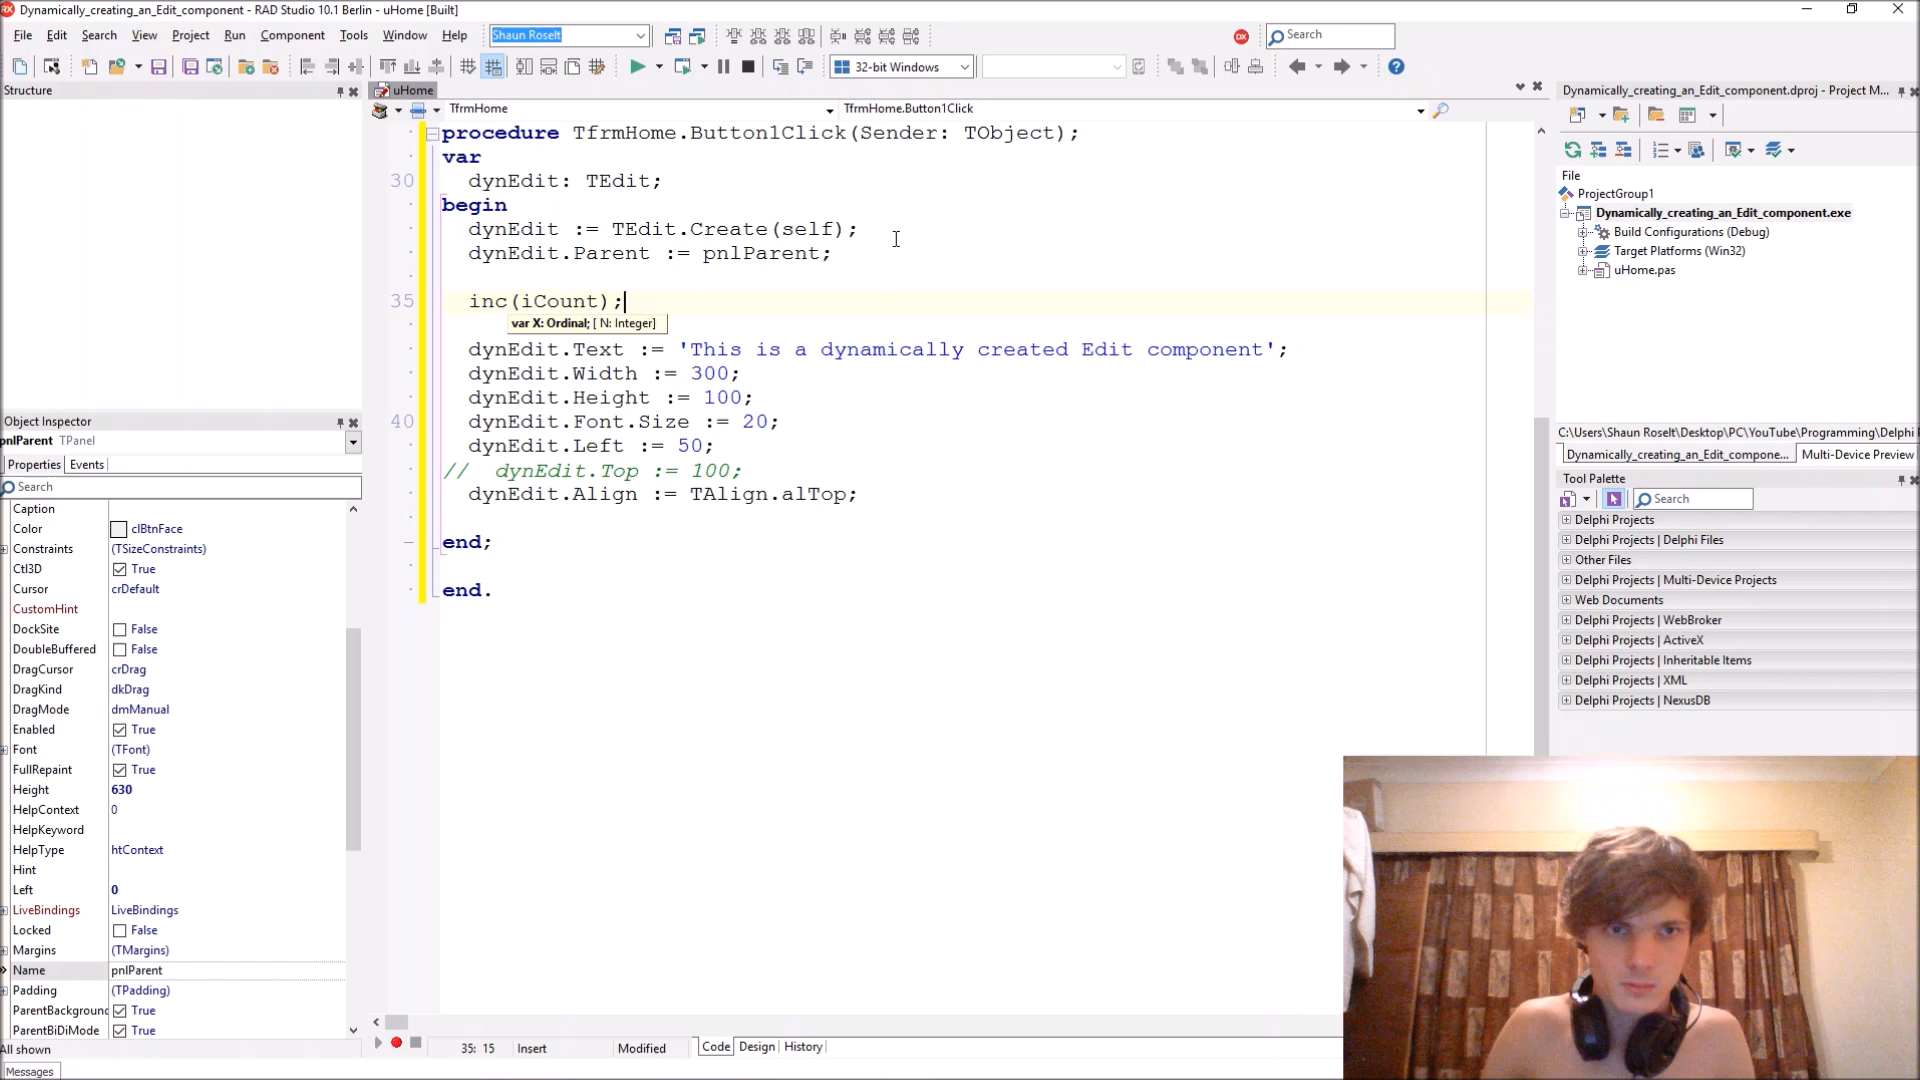 Dynamically_creating_an_Edit_component - RAD Studio 10.1 Berlin - uHome [Built]
File Edit Search View Project Run Component Tools Window Help Shaun Roselt Search
32-bit Windows
Structure
uHome
Dynamically_creating_an_Edit_component.dproj - Project M...
TfrmHome TfrmHome.Button1Click
procedure TfrmHome.Button1Click(Sender: TObject);
var
30 dynEdit: TEdit;
begin
dynEdit := TEdit.Create(self);
dynEdit.Parent := pnlParent;
35 inc(iCount);
var X: Ordinal; [ N: Integer]
dynEdit.Text := 'This is a dynamically created Edit component';
dynEdit.Width := 300;
dynEdit.Height := 100;
40 dynEdit.Font.Size := 20;
dynEdit.Left := 50;
// dynEdit.Top := 100;
dynEdit.Align := TAlign.alTop;
end;
end.
File
ProjectGroup1
Dynamically_creating_an_Edit_component.exe
Build Configurations (Debug)
Target Platforms (Win32)
uHome.pas
C:\Users\Shaun Roselt\Desktop\PC\YouTube\Programming\Delphi
Dynamically_creating_an_Edit_compone... Multi-Device Preview
Tool Palette
Search
Delphi Projects
Delphi Projects | Delphi Files
Other Files
Delphi Projects | Multi-Device Projects
Web Documents
Delphi Projects | WebBroker
Delphi Projects | ActiveX
Delphi Projects | Inheritable Items
Delphi Projects | XML
Delphi Projects | NexusDB
Object Inspector
pnlParent TPanel
Properties Events
Search
Caption
Color clBtnFace
Constraints (TSizeConstraints)
Ctl3D True
Cursor crDefault
CustomHint
DockSite False
DoubleBuffered False
DragCursor crDrag
DragKind dkDrag
DragMode dmManual
Enabled True
Font (TFont)
FullRepaint True
Height 630
HelpContext 0
HelpKeyword
HelpType htContext
Hint
Left 0
LiveBindings LiveBindings
Locked False
Margins (TMargins)
Name pnlParent
Padding (TPadding)
ParentBackground True
ParentBiDiMode True
All shown
35: 15 Insert Modified Code Design History
Messages